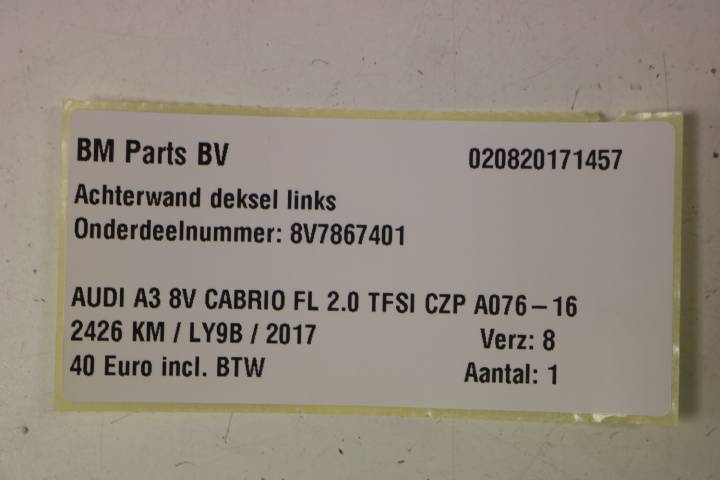 BM Parts BV 020820171457
Achterwand deksel links
Onderdeelnummer: 8V7867401
AUDI A3 8V CABRIO FL 2.0 TFSI CZP A076-16
2426 KM / LY9B / 2017 Verz: 8
40 Euro incl. BTW Aantal: 1